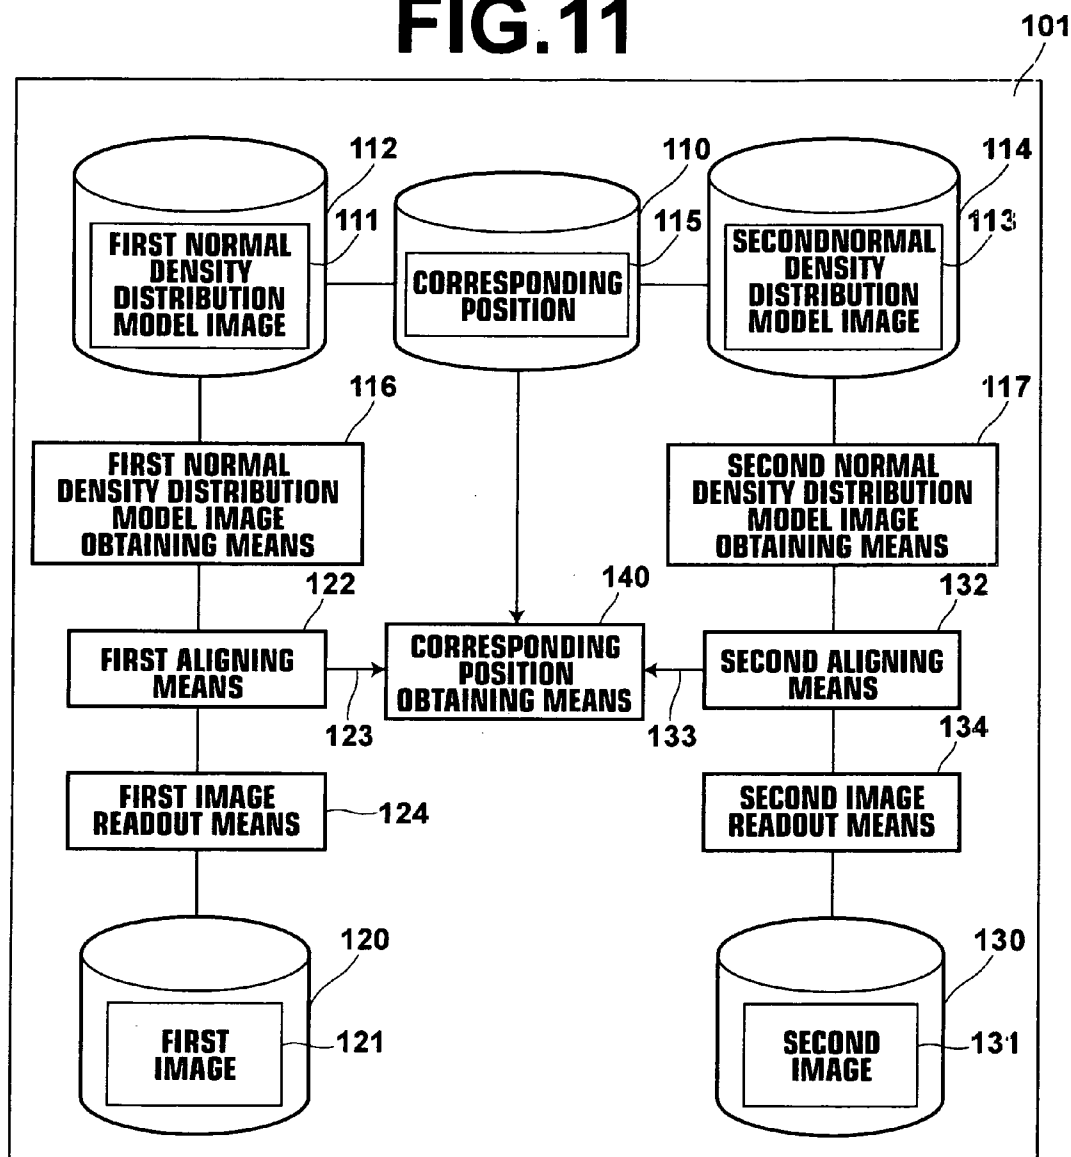 FIG.11
101
112
110
114
111
115
113
FIRST NORMAL
DENSITY
DISTRIBUTION
MODEL IMAGE
CORRESPONDING
POSITION
SECONDNORMAL
DENSITY
DISTRIBUTION
MODEL IMAGE
116
117
FIRST NORMAL
DENSITY DISTRIBUTION
MODEL IMAGE
OBTAINING MEANS
SECOND NORMAL
DENSITY DISTRIBUTION
MODEL IMAGE
OBTAINING MEANS
122
140
132
FIRST ALIGNING
MEANS
CORRESPONDING
POSITION
OBTAINING MEANS
SECOND ALIGNING
MEANS
123
133
134
FIRST IMAGE
READOUT MEANS
124
SECOND IMAGE
READOUT MEANS
120
130
FIRST
IMAGE
121
SECOND
IMAGE
131